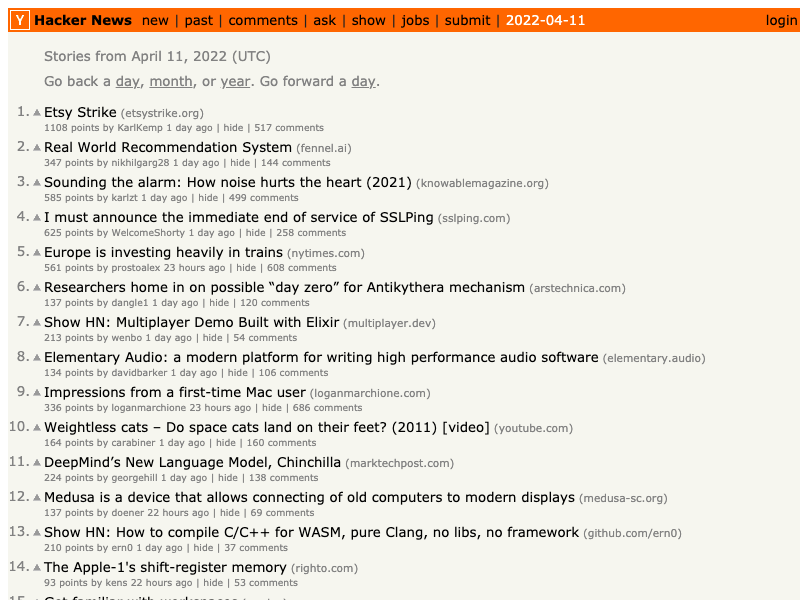 Y Hacker News new | past | comments | ask | show | jobs | submit | 2022-04-11 login
Stories from April 11, 2022 (UTC)
Go back a day, month, or year. Go forward a day.
1. Etsy Strike (etsystrike.org)
1108 points by KarlKemp 1 day ago | hide | 517 comments
2. Real World Recommendation System (fennel.ai)
347 points by nikhilgarg28 1 day ago | hide | 144 comments
3. Sounding the alarm: How noise hurts the heart (2021) (knowablemagazine.org)
585 points by karlzt 1 day ago | hide | 499 comments
4. I must announce the immediate end of service of SSLPing (sslping.com)
625 points by WelcomeShorty 1 day ago | hide | 258 comments
5. Europe is investing heavily in trains (nytimes.com)
561 points by prostoalex 23 hours ago | hide | 608 comments
6. Researchers home in on possible “day zero” for Antikythera mechanism (arstechnica.com)
137 points by dangle1 1 day ago | hide | 120 comments
7. Show HN: Multiplayer Demo Built with Elixir (multiplayer.dev)
213 points by wenbo 1 day ago | hide | 54 comments
8. Elementary Audio: a modern platform for writing high performance audio software (elementary.audio)
134 points by davidbarker 1 day ago | hide | 106 comments
9. Impressions from a first-time Mac user (loganmarchione.com)
336 points by loganmarchione 23 hours ago | hide | 686 comments
10. Weightless cats – Do space cats land on their feet? (2011) [video] (youtube.com)
164 points by carabiner 1 day ago | hide | 160 comments
11. DeepMind’s New Language Model, Chinchilla (marktechpost.com)
224 points by georgehill 1 day ago | hide | 138 comments
12. Medusa is a device that allows connecting of old computers to modern displays (medusa-sc.org)
137 points by doener 22 hours ago | hide | 69 comments
13. Show HN: How to compile C/C++ for WASM, pure Clang, no libs, no framework (github.com/ern0)
210 points by ern0 1 day ago | hide | 37 comments
14. The Apple-1's shift-register memory (righto.com)
93 points by kens 22 hours ago | hide | 53 comments